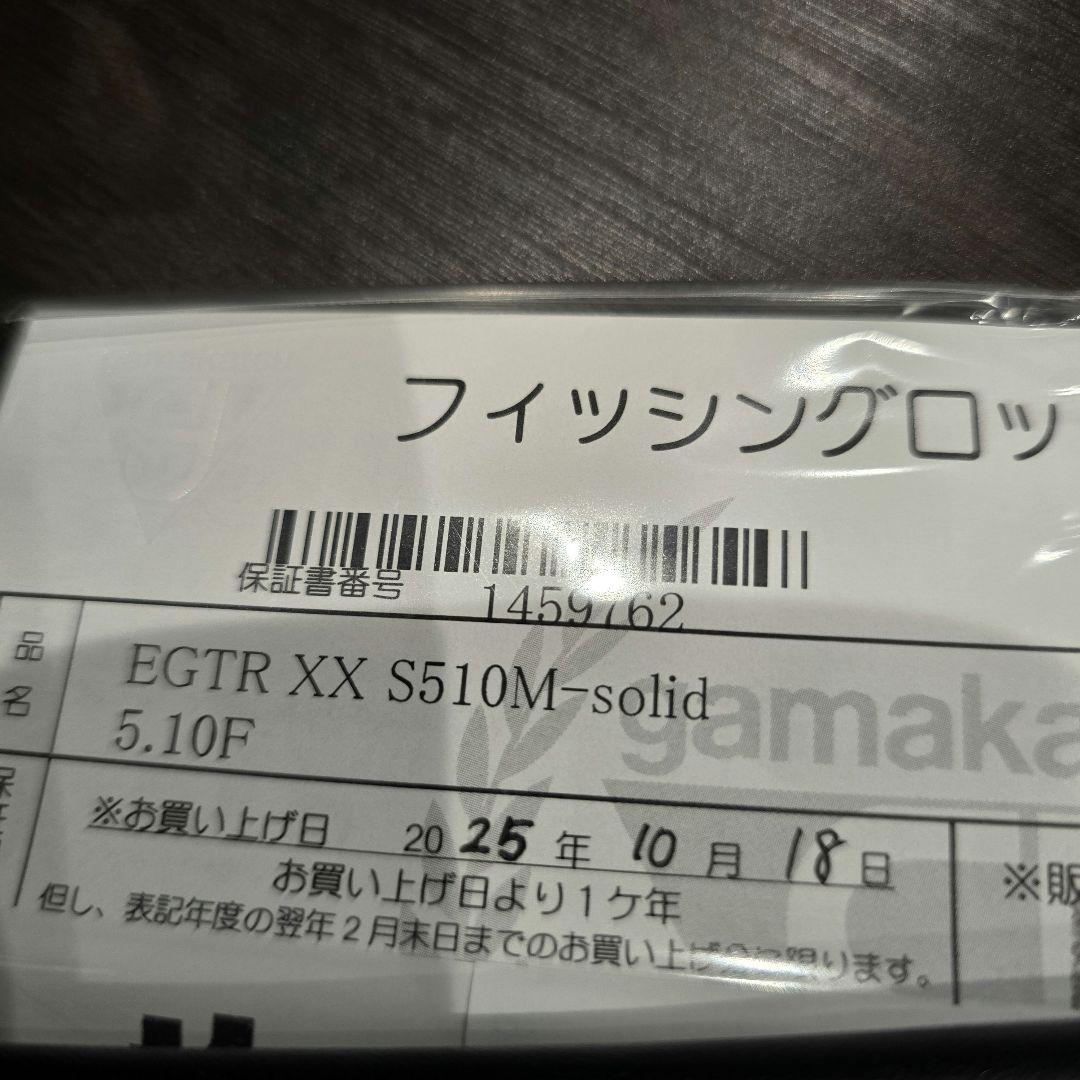 フィッシングロッ
保証書番号 1459762
品名 EGTR XX S510M-solid
5.10F
gamaka
※お買い上げ日 2025年 10月 18日
※販
お買い上げ日より1ケ年
但し、表記年度の翌年2月末日までのお買い上げ分に限ります。